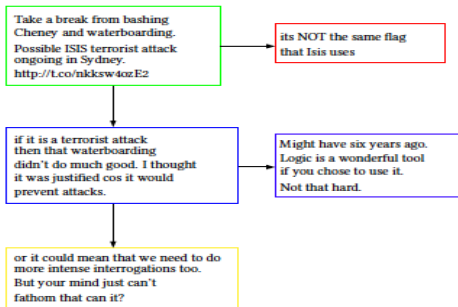 Take a break from bashing
Cheney and waterboarding.
Possible ISIS terrorist attack
ongoing in Sydney.
http://t.co/nkksw4ozE2
its NOT the same flag
that Isis uses
if it is a terrorist attack
then that waterboarding
didn't do much good. I thought
it was justified cos it would
prevent attacks.
Might have six years ago.
Logic is a wonderful tool
if you chose to use it.
Not that hard.
or it could mean that we need to do
more intense interrogations too.
But your mind just can't
fathom that can it?